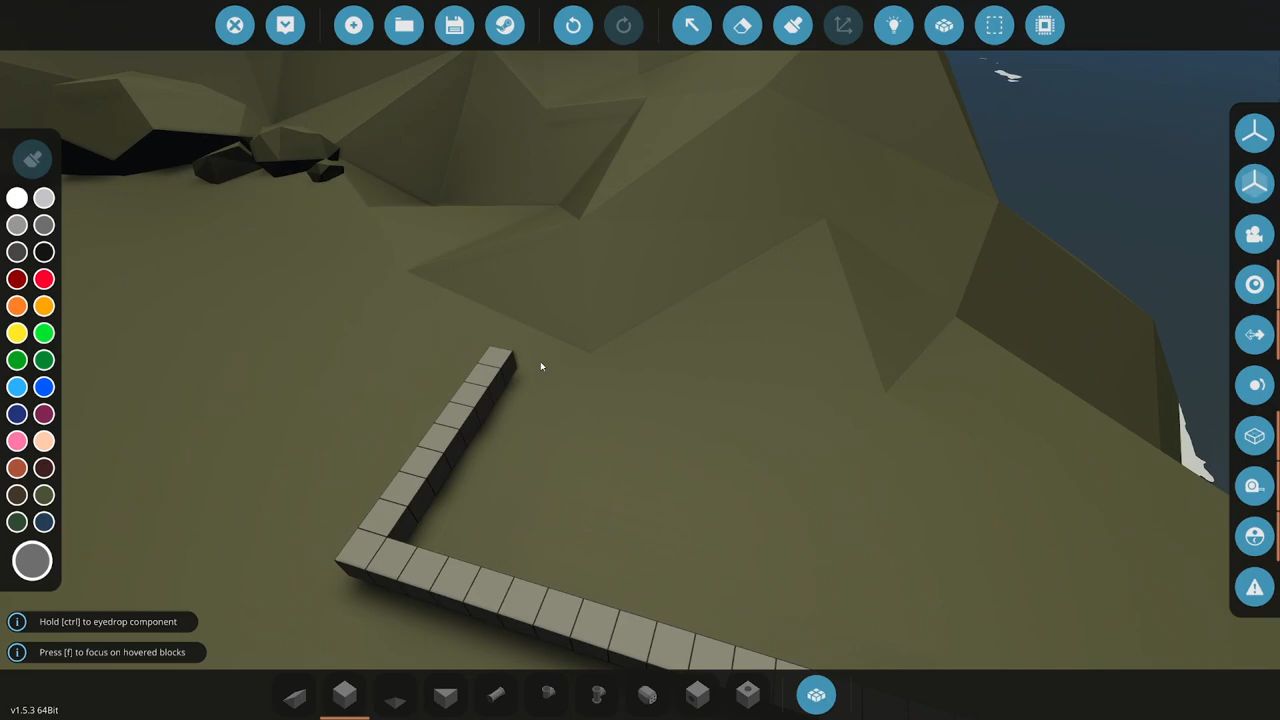 Hold [ctrl] to eyedrop component
Press [f] to focus on hovered blocks
v1.5.3 64Bit